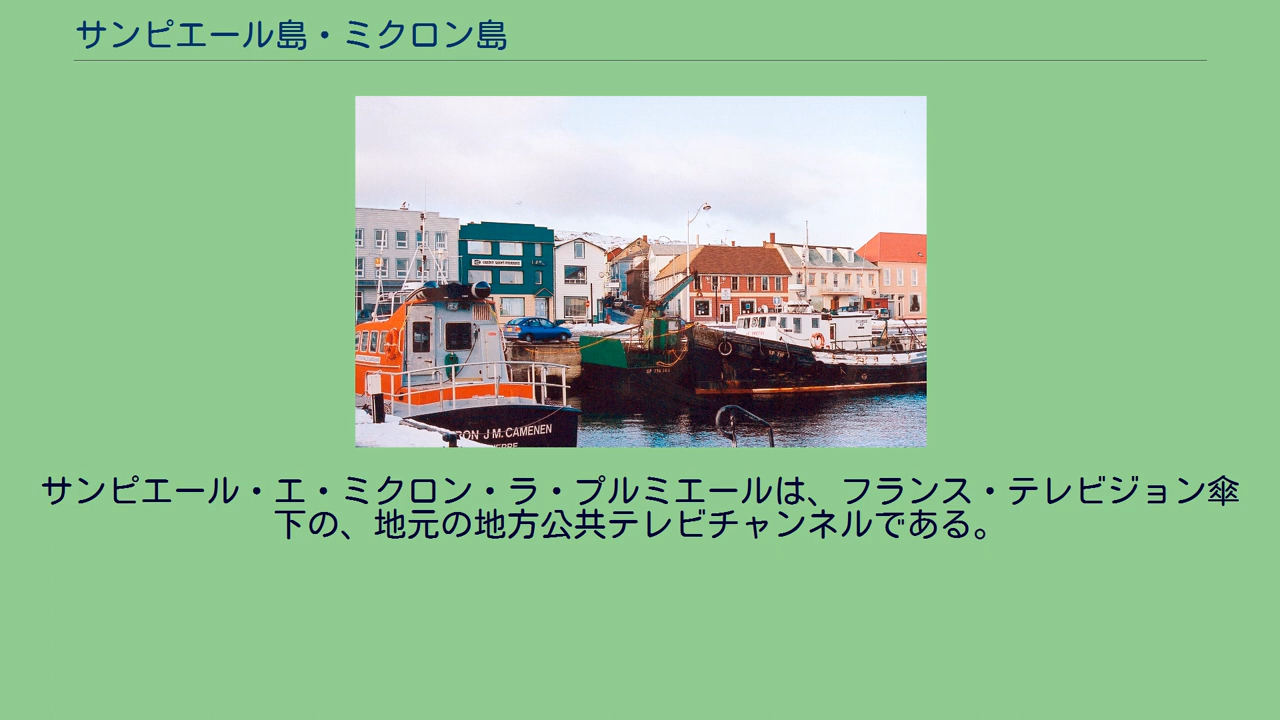 サンピエール島・ミクロン島
RON J M. CAMENEN
サンピエール・エ・ミクロン・ラ・プルミエールは、フランス・テレビジョン傘
下の、地元の地方公共テレビチャンネルである。